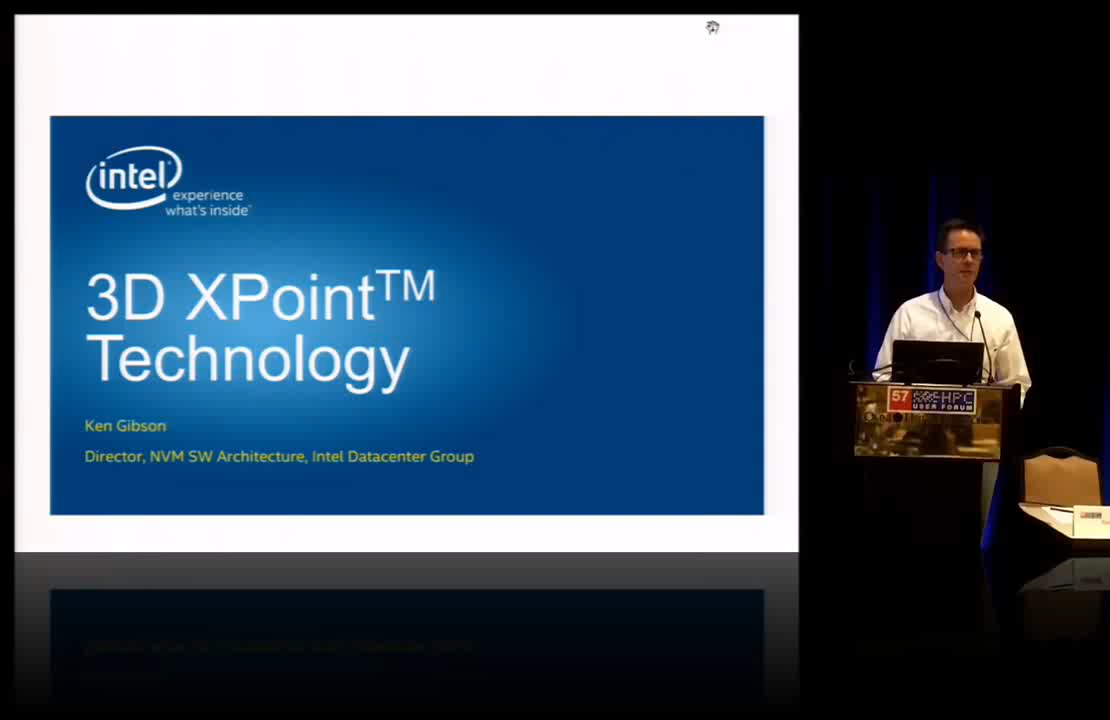 intel
experience
what's inside™
3D XPoint™
Technology
Ken Gibson
Director, NVM SW Architecture, Intel Datacenter Group
57 HPC
USER FORUM